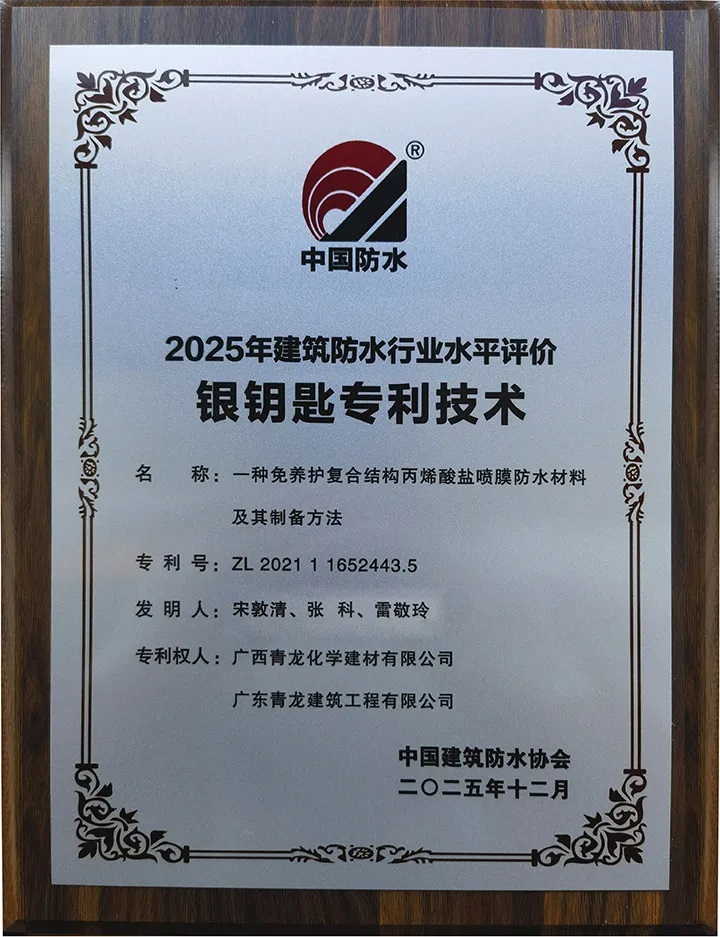 ®
中国防水
2025年建筑防水行业水平评价
银钥匙专利技术
名 称：一种免养护复合结构丙烯酸盐喷膜防水材料
及其制备方法
专利号：ZL 2021 1 1652443.5
发明人：宋敦清、张 科、雷敬玲
专利权人：广西青龙化学建材有限公司
广东青龙建筑工程有限公司
中国建筑防水协会
二〇二五年十二月